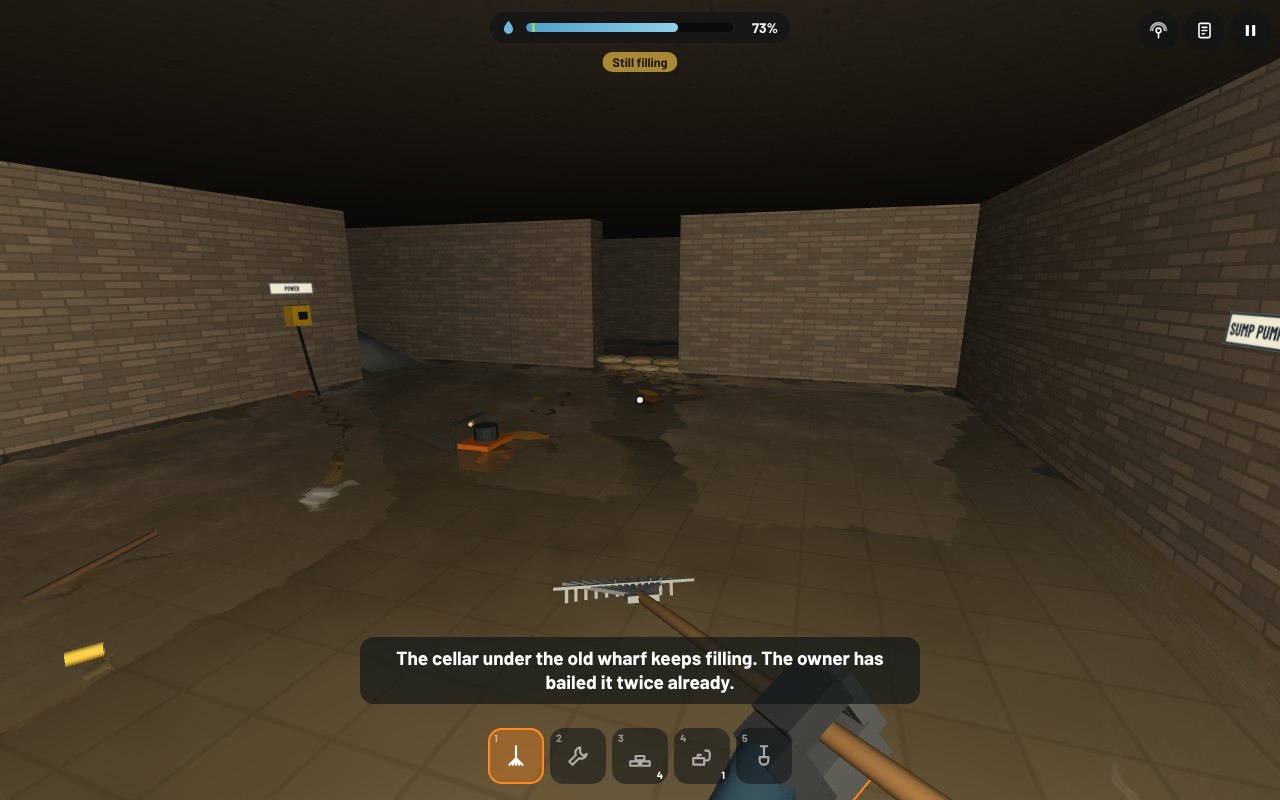 73%
Still filling
POWER
SUMP PUMP
The cellar under the old wharf keeps filling. The owner has
bailed it twice already.
1
2
3
4
5
4
1